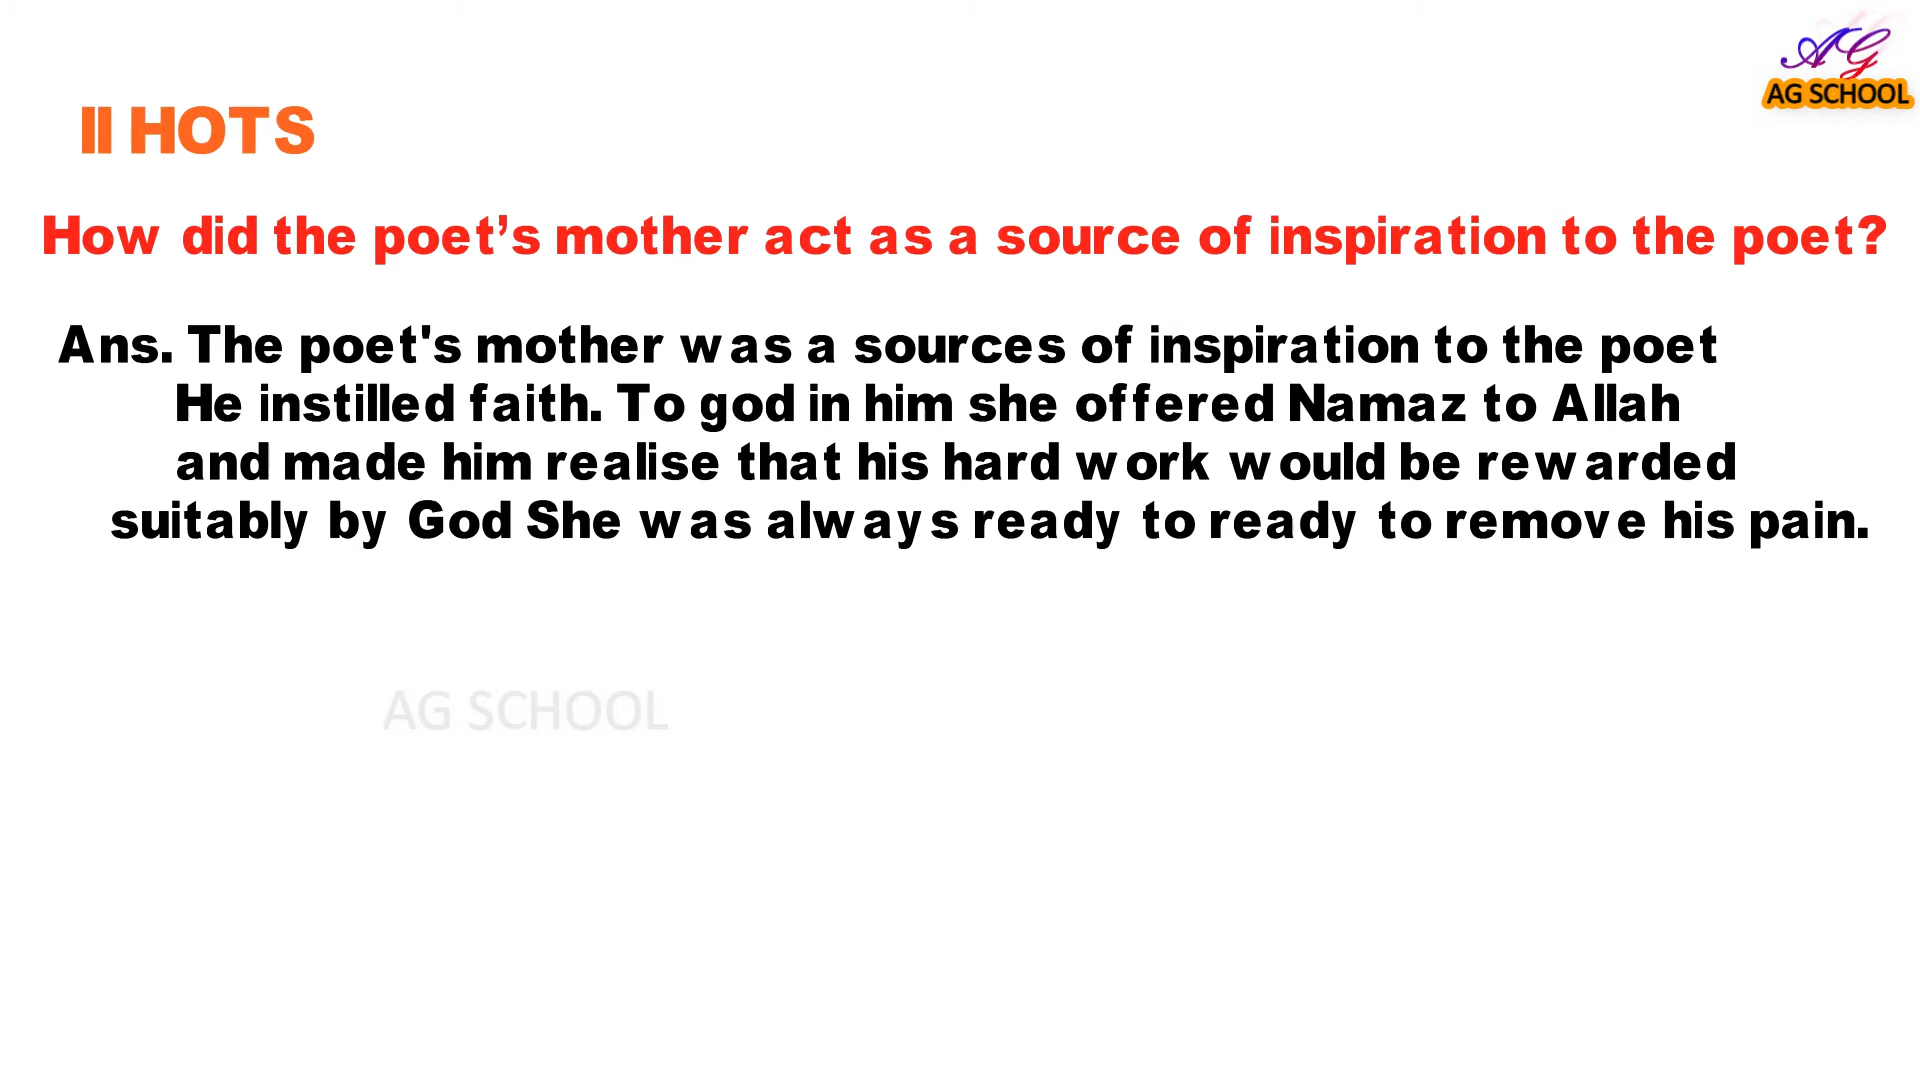 AG
AG SCHOOL
II HOTS
How did the poet’s mother act as a source of inspiration to the poet?
Ans. The poet's mother was a sources of inspiration to the poet
He instilled faith. To god in him she offered Namaz to Allah
and made him realise that his hard work would be rewarded
suitably by God She was always ready to ready to remove his pain.
AG SCHOOL